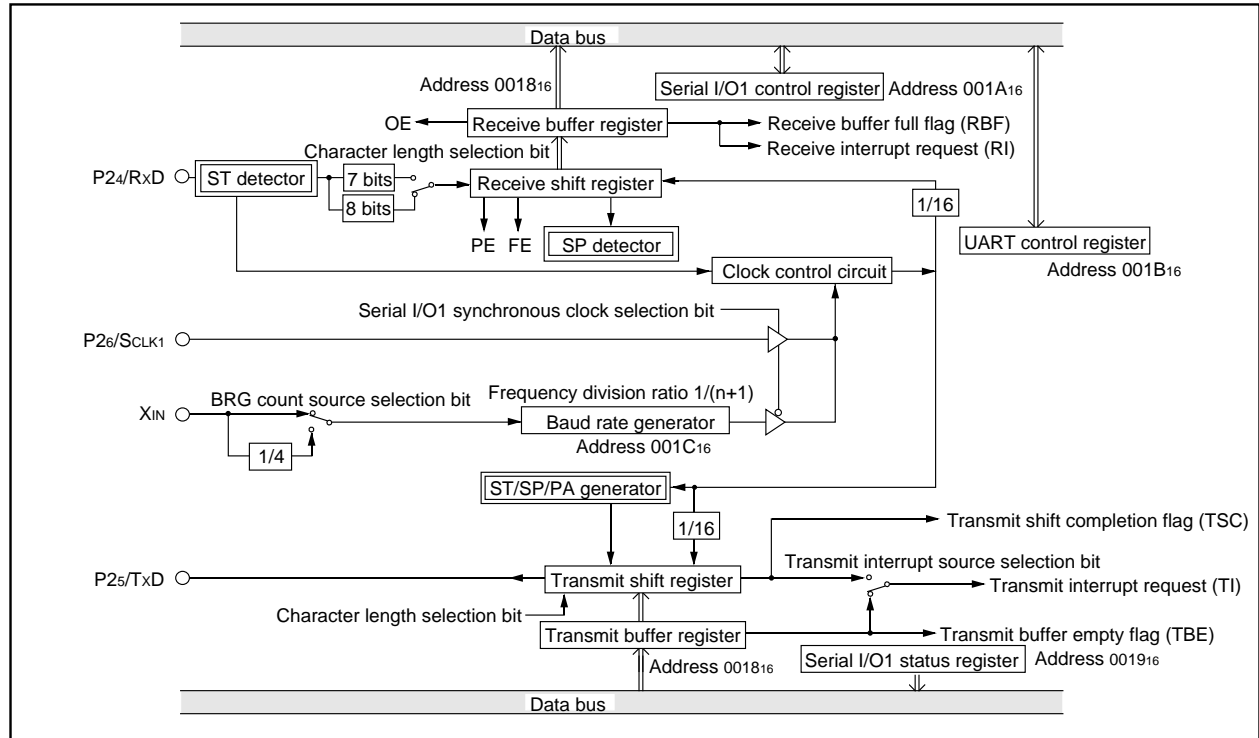 Data bus
Address 001816
Serial I/O1 control register
Address 001A16
OE
Receive buffer register
Receive buffer full flag (RBF)
Receive interrupt request (RI)
Character length selection bit
P24/RXD
ST detector
7 bits
8 bits
Receive shift register
1/16
PE
FE
SP detector
UART control register
Address 001B16
Clock control circuit
Serial I/O1 synchronous clock selection bit
P26/SCLK1
XIN
BRG count source selection bit
Frequency division ratio 1/(n+1)
Baud rate generator
Address 001C16
1/4
ST/SP/PA generator
1/16
Transmit shift completion flag (TSC)
Transmit interrupt source selection bit
P25/TXD
Transmit shift register
Transmit interrupt request (TI)
Character length selection bit
Transmit buffer register
Transmit buffer empty flag (TBE)
Address 001816
Serial I/O1 status register
Address 001916
Data bus